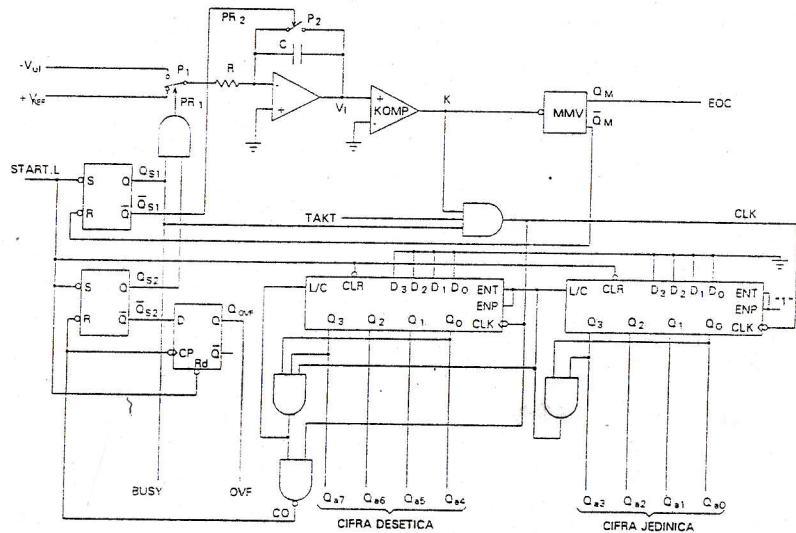 PR 2
P2
C
-VUI
P1
R
+VREF
PR 1
-
+
VI
+
-
KOMP
K
MMV
QM
Q̅M
EOC
START.L
S
Q
QS1
R
Q̅
Q̅S1
TAKT
CLK
S
Q
QS2
R
Q̅
Q̅S2
D
Q
QOVF
CP
Q̅
Rd
L/C
CLR
D3
D2
D1
D0
ENT
ENP
Q3
Q2
Q1
Q0
CLK
L/C
CLR
D3
D2
D1
D0
ENT
ENP
"1"
Q3
Q2
Q1
Q0
CLK
BUSY
OVF
CO
Qa7
Qa6
Qa5
Qa4
Qa3
Qa2
Qa1
Qa0
CIFRA DESETICA
CIFRA JEDINICA